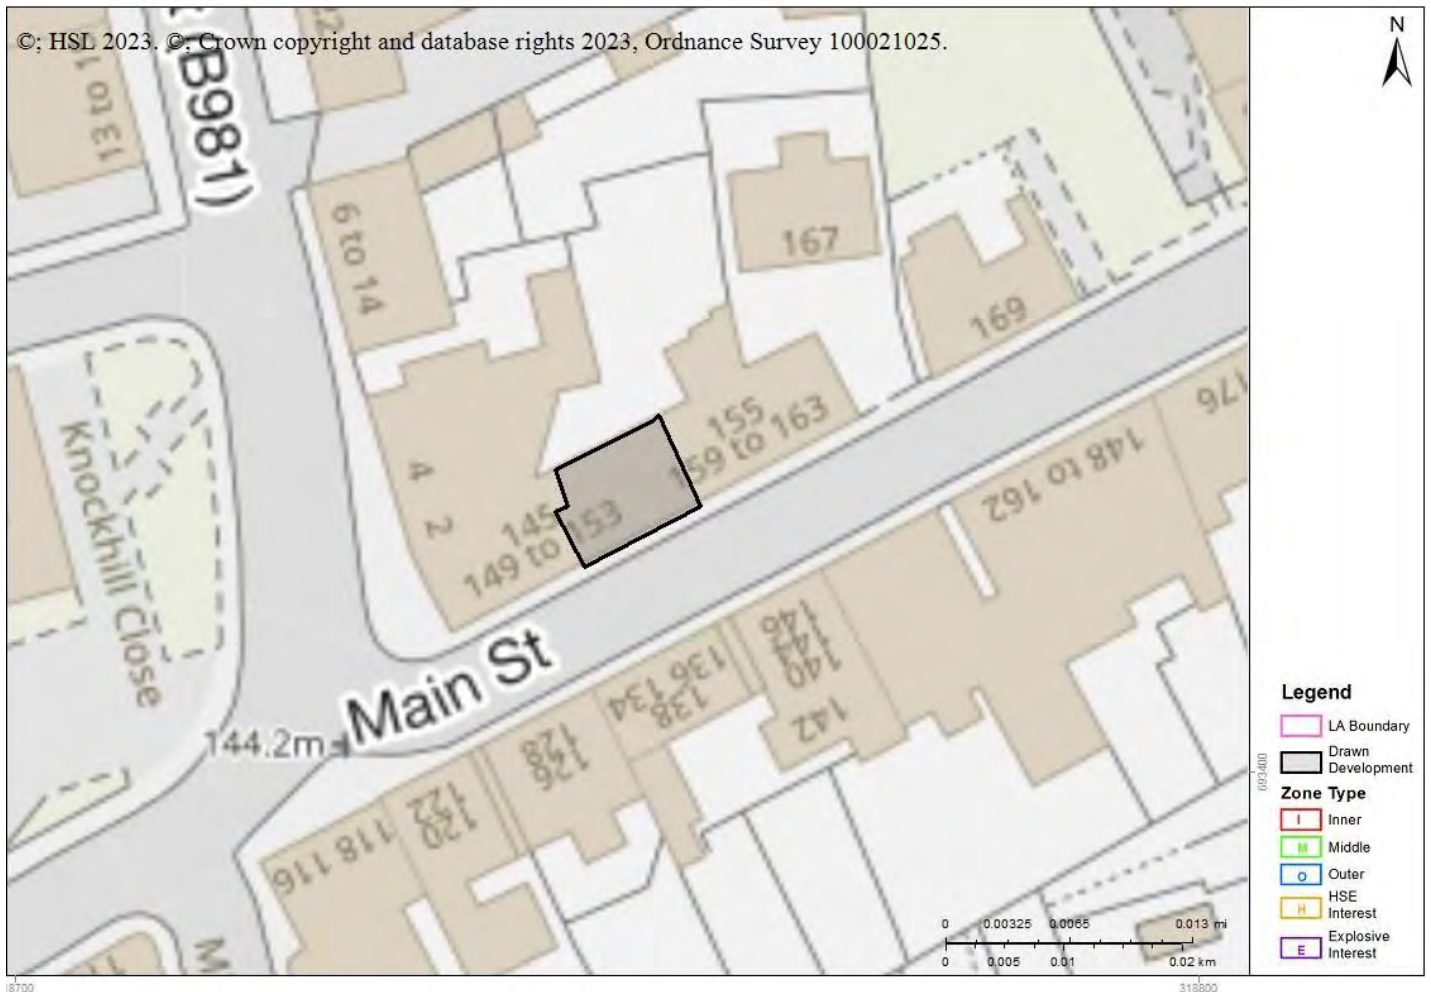 ©; HSL 2023. ©; Crown copyright and database rights 2023, Ordnance Survey 100021025.
N
(B981)
6 to 14
167
169
176
Knockhill Close
4
2
155
159 to 163
145
149 to 153
148 to 162
Main St
144.2m
146
144
140
142
136
134
138
128
126
122
120
118
116
Legend
LA Boundary
Drawn
Development
Zone Type
I Inner
M Middle
O Outer
H HSE
Interest
E Explosive
Interest
693400
0 0.00325 0.0065 0.013 mi
0 0.005 0.01 0.02 km
8700
318800